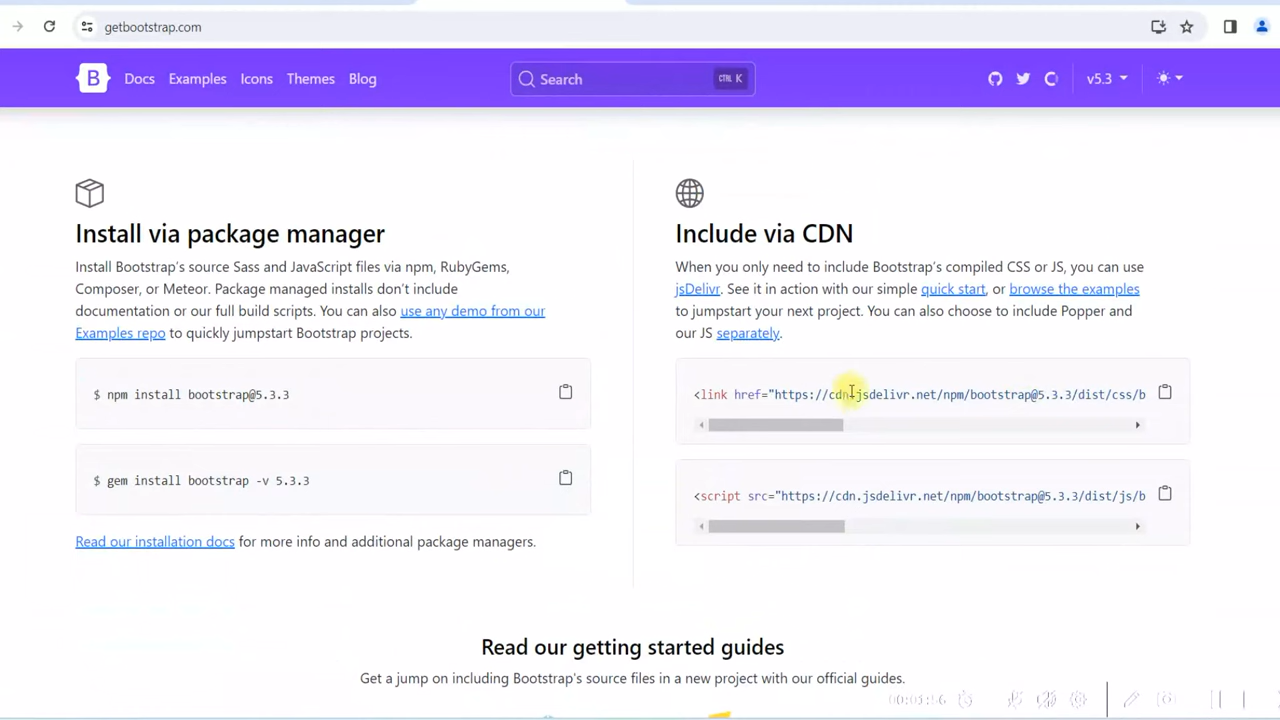 getbootstrap.com
B Docs Examples Icons Themes Blog Search CTRL K v5.3
Install via package manager
Install Bootstrap’s source Sass and JavaScript files via npm, RubyGems,
Composer, or Meteor. Package managed installs don’t include
documentation or our full build scripts. You can also use any demo from our
Examples repo to quickly jumpstart Bootstrap projects.
$ npm install bootstrap@5.3.3
$ gem install bootstrap -v 5.3.3
Read our installation docs for more info and additional package managers.
Include via CDN
When you only need to include Bootstrap’s compiled CSS or JS, you can use
jsDelivr. See it in action with our simple quick start, or browse the examples
to jumpstart your next project. You can also choose to include Popper and
our JS separately.
<link href="https://cdn.jsdelivr.net/npm/bootstrap@5.3.3/dist/css/b
<script src="https://cdn.jsdelivr.net/npm/bootstrap@5.3.3/dist/js/b
Read our getting started guides
Get a jump on including Bootstrap's source files in a new project with our official guides.